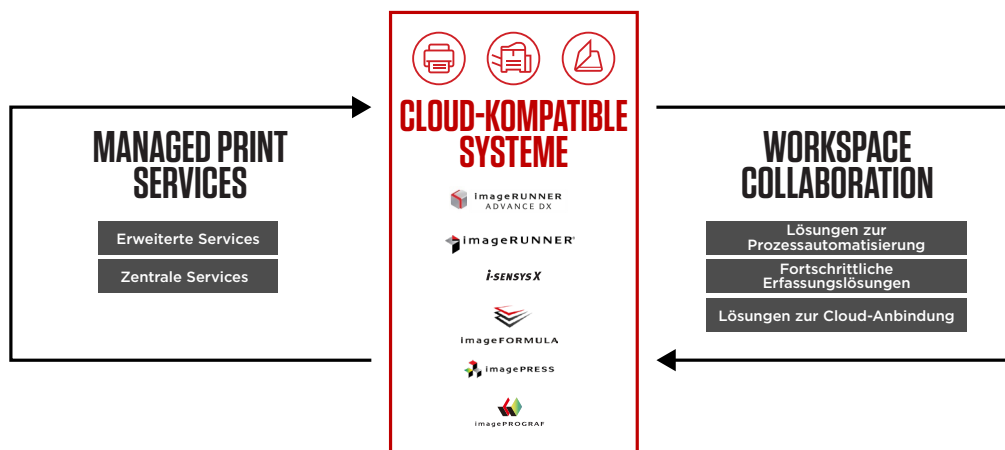 MANAGED PRINT
SERVICES
Erweiterte Services
Zentrale Services
CLOUD-KOMPATIBLE
SYSTEME
imageRUNNER
ADVANCE DX
imageRUNNER®
i-SENSYS X
imageFORMULA
imagePRESS
imagePROGRAF
WORKSPACE
COLLABORATION
Lösungen zur
Prozessautomatisierung
Fortschrittliche
Erfassungslösungen
Lösungen zur Cloud-Anbindung